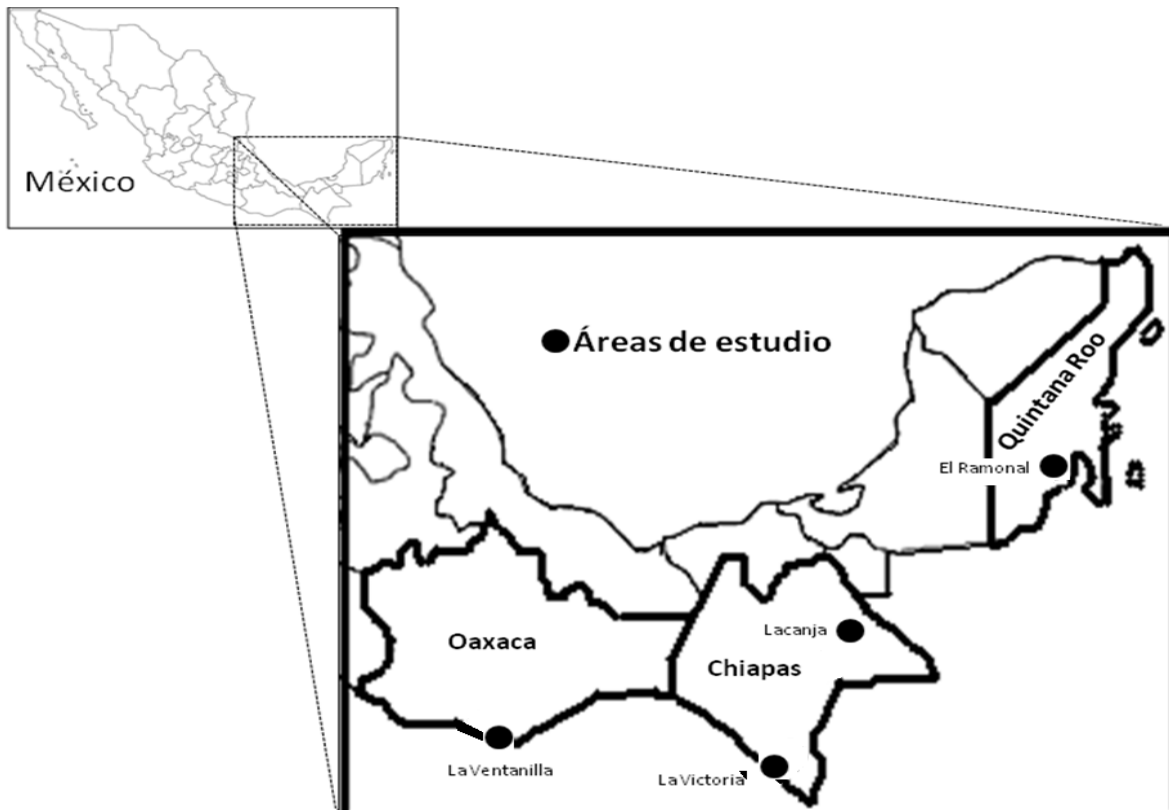 México
Áreas de estudio
Quintana Roo
El Ramonal
Lacanja
Oaxaca
Chiapas
La Ventanilla
La Victoria